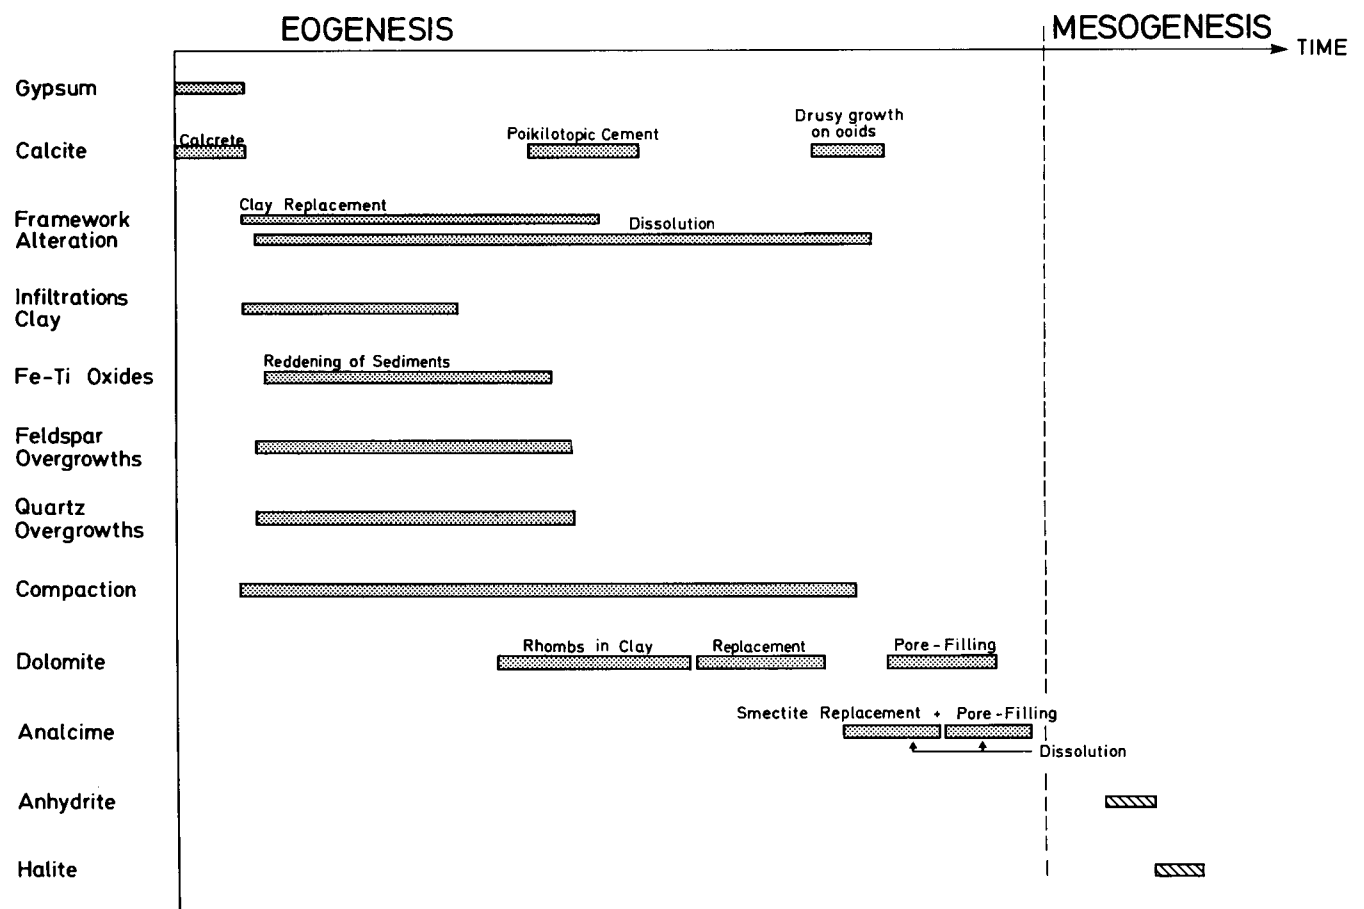 EOGENESIS
MESOGENESIS
TIME
Gypsum
Calcite
Calcrete
Poikilotopic Cement
Drusy growth
on ooids
Framework
Alteration
Clay Replacement
Dissolution
Infiltrations
Clay
Fe-Ti Oxides
Reddening of Sediments
Feldspar
Overgrowths
Quartz
Overgrowths
Compaction
Dolomite
Rhombs in Clay
Replacement
Pore-Filling
Analcime
Smectite Replacement + Pore-Filling
Dissolution
Anhydrite
Halite